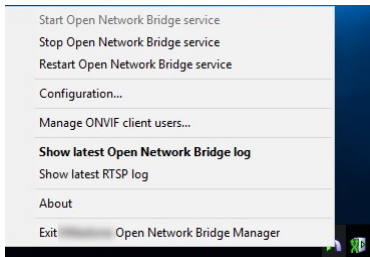 Start Open Network Bridge service
Stop Open Network Bridge service
Restart Open Network Bridge service
Configuration...
Manage ONVIF client users...
Show latest Open Network Bridge log
Show latest RTSP log
About
Exit Open Network Bridge Manager